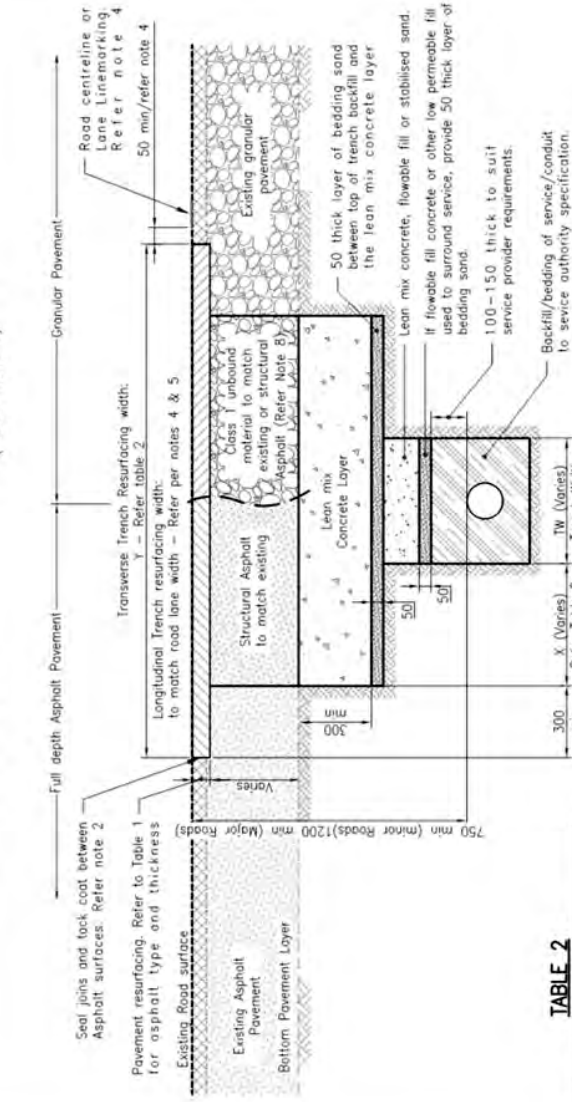 Full depth Asphalt Pavement
Granular Pavement
Seal joins and tack coat between
Asphalt surfaces. Refer note 2
Transverse Trench Resurfacing width:
Y - Refer table 2
Road centreline or
Lane Linemarking.
Refer note 4
Pavement resurfacing. Refer to Table 1
for asphalt type and thickness
Longitudinal Trench resurfacing width:
to match road lane width - Refer per notes 4 & 5
50 min/refer note 4
Existing Road surface
Existing Asphalt
Pavement
Bottom Pavement Layer
Varies
Structural Asphalt
to match existing
Class 1 unbound
material to match
existing or structural
Asphalt (Refer Note 8)
Existing granular
pavement
750 min (minor Roads)1200 min (Major Roads)
300
min
Lean mix
Concrete Layer
50 thick layer of bedding sand
between top of trench backfill and
the lean mix concrete layer
50
50
Lean mix concrete, flowable fill or stabilised sand.
If flowable fill concrete or other low permeable fill
used to surround service, provide 50 thick layer of
bedding sand.
100-150 thick to suit
service provider requirements.
Backfill/bedding of service/conduit
to sevice authority specification.
300
X (Varies)
TW (Varies)
TABLE 2